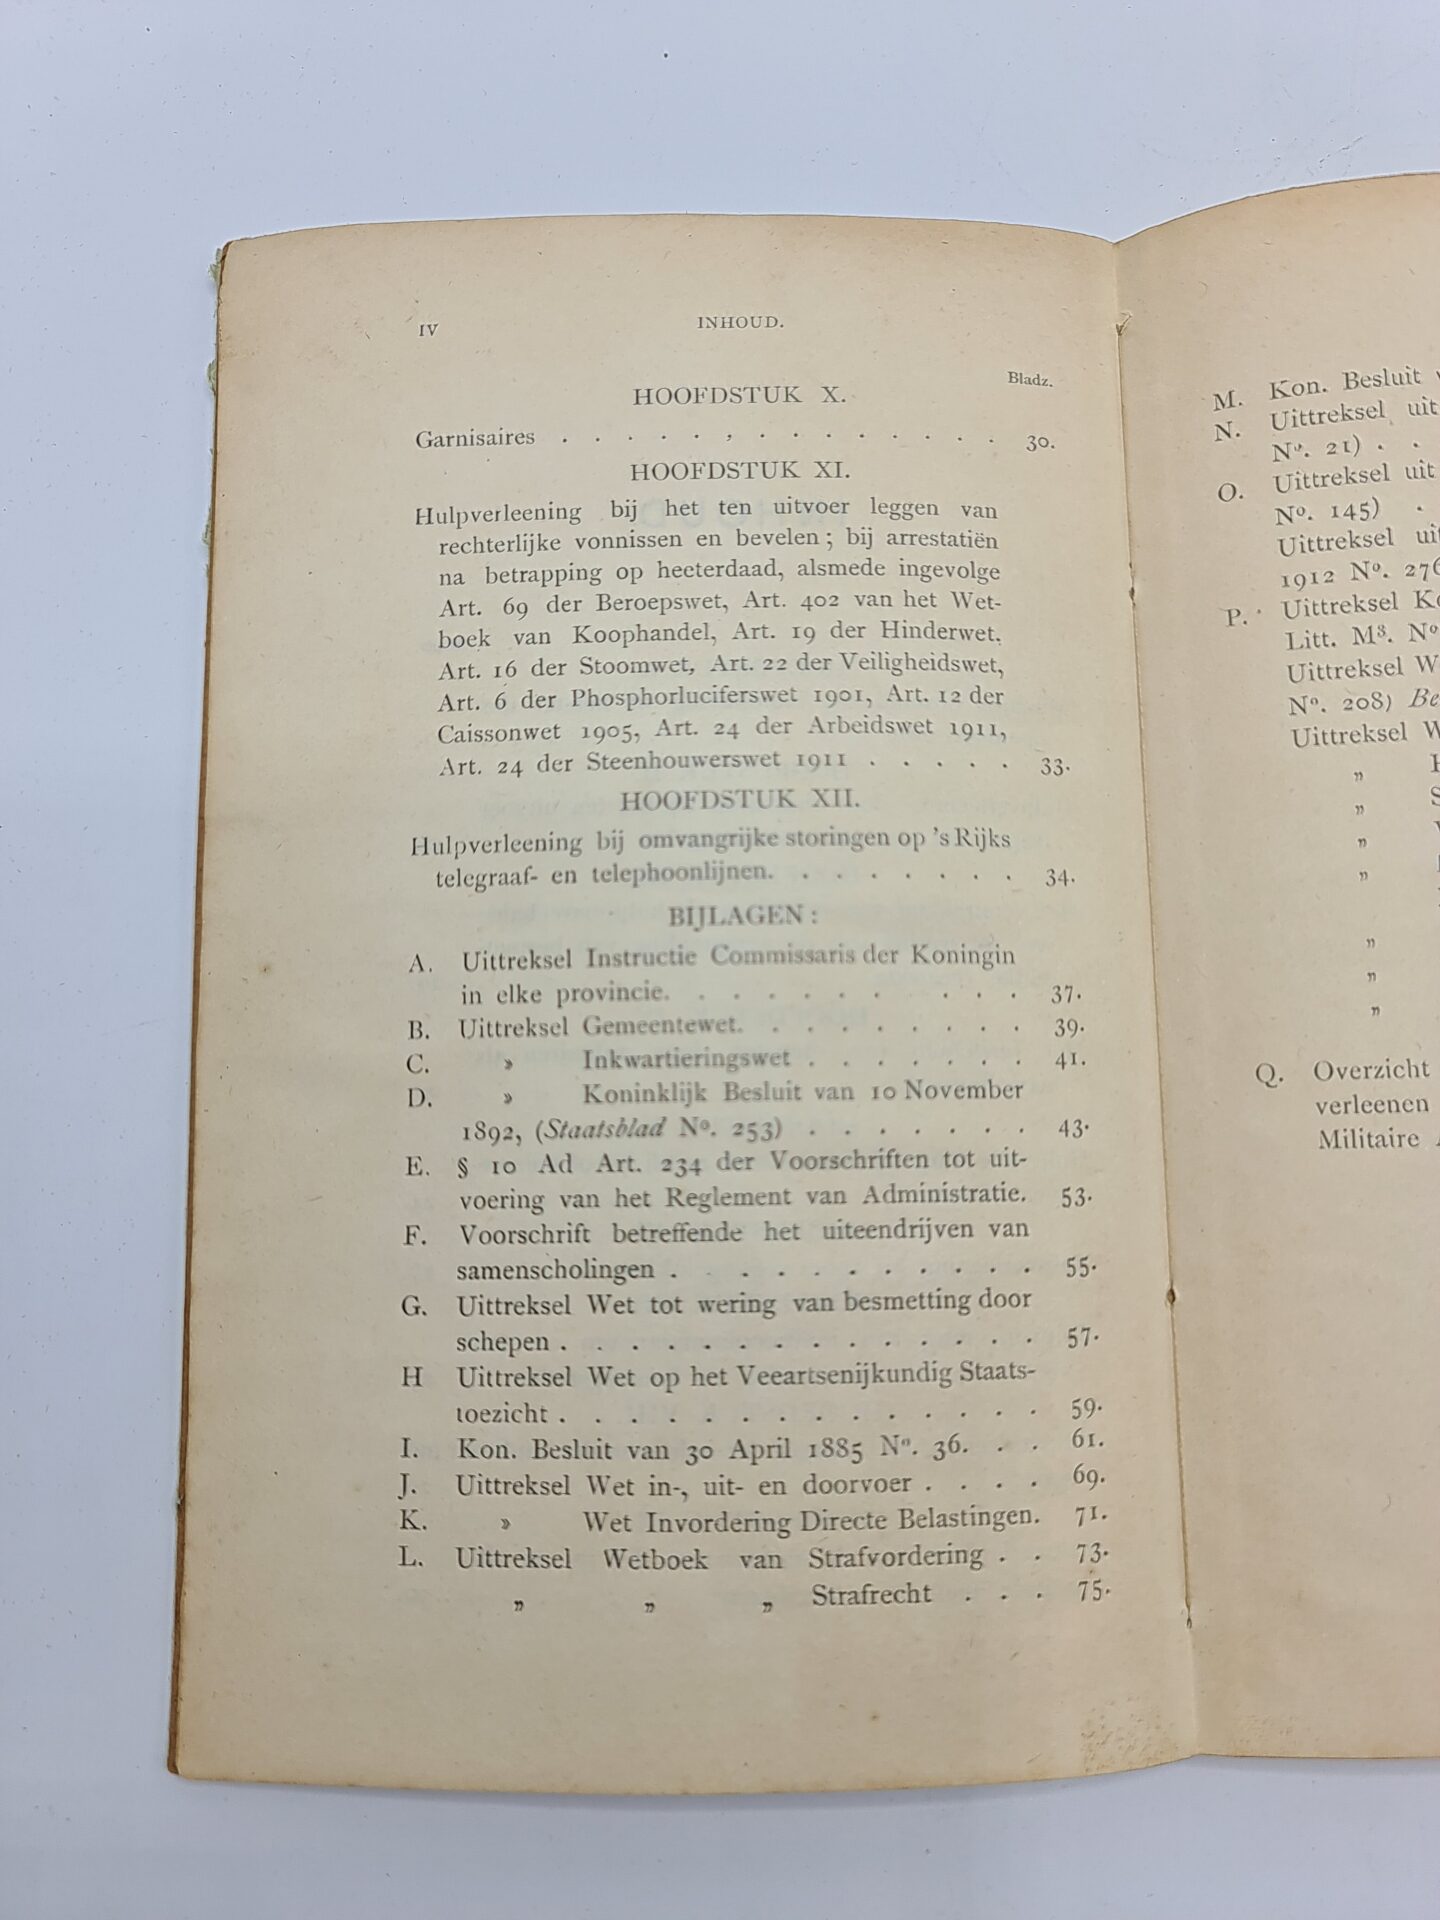 IV INHOUD.
Bladz.
HOOFDSTUK X.
Garnisaires . . . . . . . . . . . . . 30.
HOOFDSTUK XI.
Hulpverleening bij het ten uitvoer leggen van
rechterlijke vonnissen en bevelen; bij arrestatiën
na betrapping op heeterdaad, alsmede ingevolge
Art. 69 der Beroepswet, Art. 402 van het Wet-
boek van Koophandel, Art. 19 der Hinderwet.
Art. 16 der Stoomwet, Art. 22 der Veiligheidswet,
Art. 6 der Phosphorluciferswet 1901, Art. 12 der
Caissonwet 1905, Art. 24 der Arbeidswet 1911,
Art. 24 der Steenhouwerswet 1911 . . . . . 33.
HOOFDSTUK XII.
Hulpverleening bij omvangrijke storingen op 's Rijks
telegraaf- en telephoonlijnen. . . . . . . . 34.
BIJLAGEN:
A. Uittreksel Instructie Commissaris der Koningin
in elke provincie. . . . . . . . . . 37.
B. Uittreksel Gemeentewet. . . . . . . . . 39.
C. » Inkwartieringswet . . . . . . . 41.
D. » Koninklijk Besluit van 10 November
1892, (Staatsblad No. 253) . . . . . . . 43.
E. § 10 Ad Art. 234 der Voorschriften tot uit-
voering van het Reglement van Administratie. 53.
F. Voorschrift betreffende het uiteendrijven van
samenscholingen . . . . . . . . . . . 55.
G. Uittreksel Wet tot wering van besmetting door
schepen . . . . . . . . . . . . . . 57.
H Uittreksel Wet op het Veeartsenijkundig Staats-
toezicht . . . . . . . . . . . . . . 59.
I. Kon. Besluit van 30 April 1885 No. 36. . . 61.
J. Uittreksel Wet in-, uit- en doorvoer . . . . 69.
K. » Wet Invordering Directe Belastingen. 71.
L. Uittreksel Wetboek van Strafvordering . . 73.
„ „ „ Strafrecht . . . 75.
M. Kon. Besluit
N. Uittreksel uit
No. 21) . .
O. Uittreksel uit
No. 145) .
Uittreksel
1912 No. 276
P. Uittreksel
Litt. M3. No
Uittreksel
No. 208)
Uittreksel
„
„
„
„
„
„
„
Q. Overzicht
verleenen
Militaire